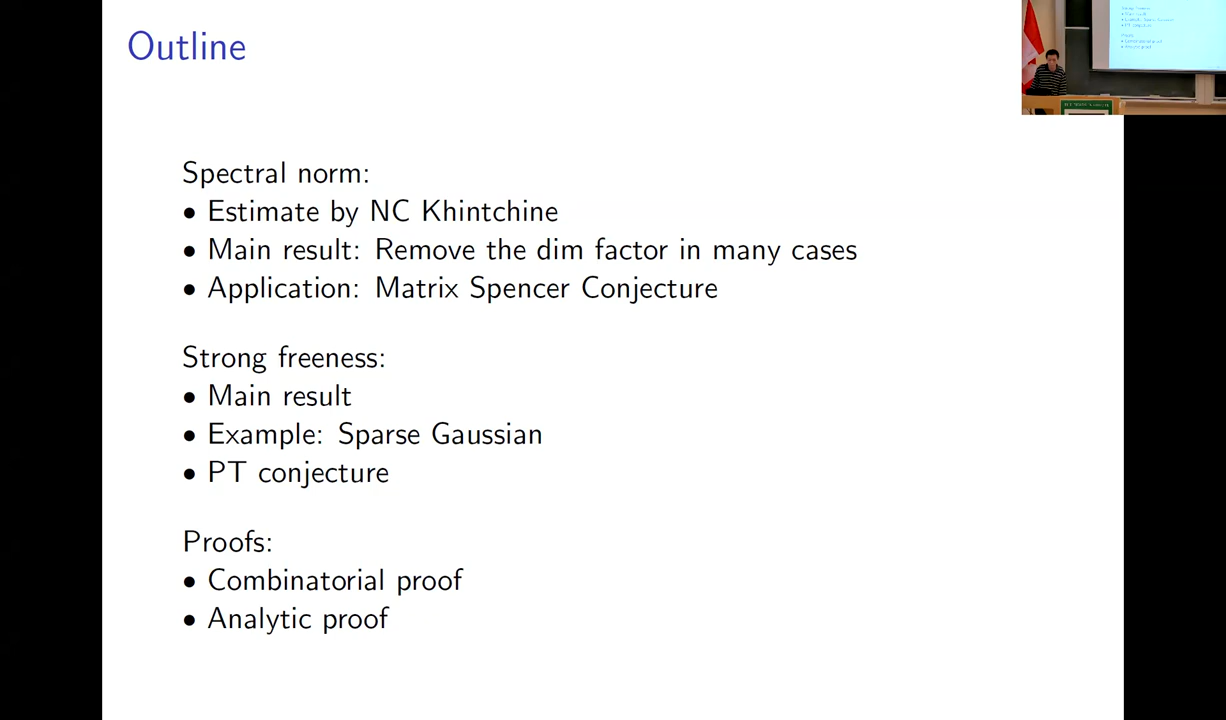 Outline
Spectral norm:
• Estimate by NC Khintchine
• Main result: Remove the dim factor in many cases
• Application: Matrix Spencer Conjecture
Strong freeness:
• Main result
• Example: Sparse Gaussian
• PT conjecture
Proofs:
• Combinatorial proof
• Analytic proof